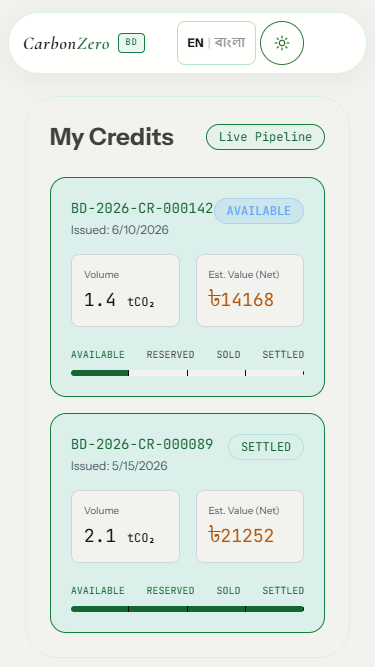 CarbonZero BD EN | বাংলা
My Credits Live Pipeline
BD-2026-CR-000142 AVAILABLE
Issued: 6/10/2026
Volume Est. Value (Net)
1.4 tCO₂ ৳14168
AVAILABLE RESERVED SOLD SETTLED
BD-2026-CR-000089 SETTLED
Issued: 5/15/2026
Volume Est. Value (Net)
2.1 tCO₂ ৳21252
AVAILABLE RESERVED SOLD SETTLED